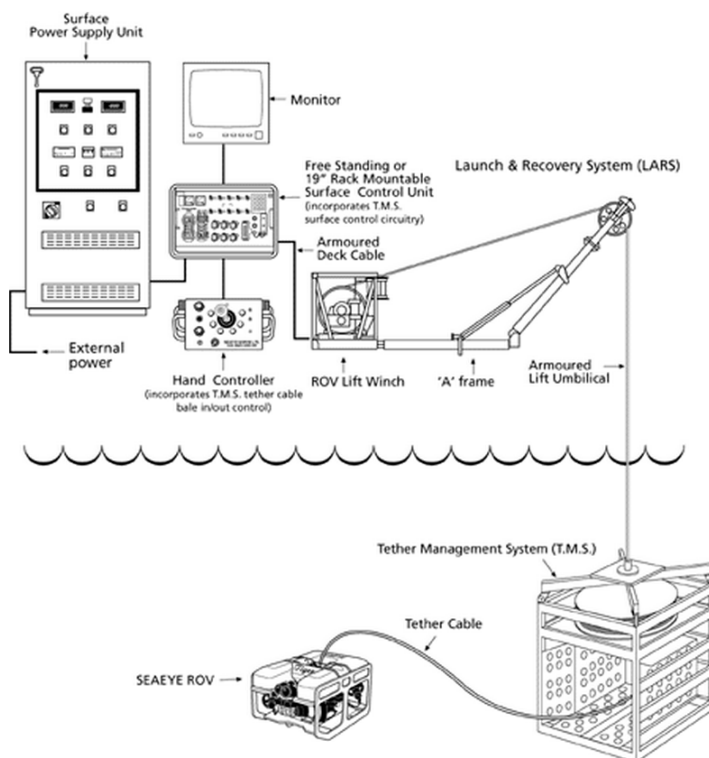 Surface
Power Supply Unit
Monitor
Free Standing or
19" Rack Mountable
Surface Control Unit
(incorporates T.M.S.
surface control circuitry)
Launch & Recovery System (LARS)
Armoured
Deck Cable
External
power
Hand Controller
(incorporates T.M.S. tether cable
bale in/out control)
ROV Lift Winch
'A' frame
Armoured
Lift Umbilical
Tether Management System (T.M.S.)
Tether Cable
SEAEYE ROV